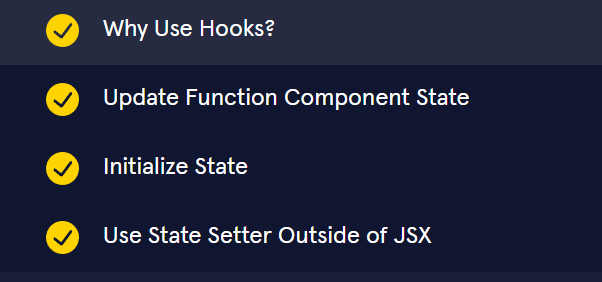 Why Use Hooks?
Update Function Component State
Initialize State
Use State Setter Outside of JSX